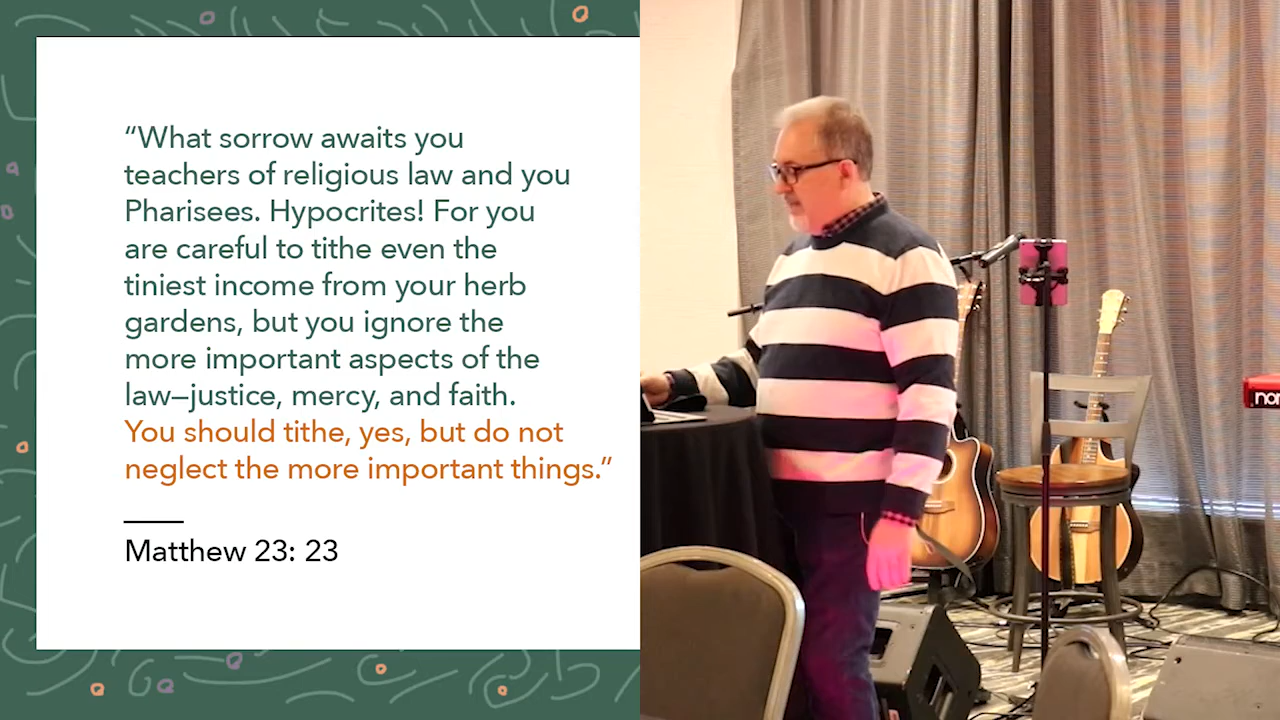 “What sorrow awaits you
teachers of religious law and you
Pharisees. Hypocrites! For you
are careful to tithe even the
tiniest income from your herb
gardens, but you ignore the
more important aspects of the
law—justice, mercy, and faith.
You should tithe, yes, but do not
neglect the more important things.”
Matthew 23: 23
nor